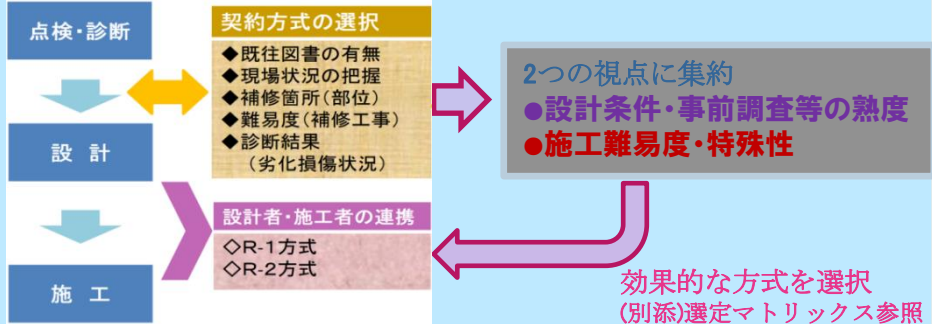 点検・診断
設計
施工
契約方式の選択
◆既往図書の有無
◆現場状況の把握
◆補修箇所(部位)
◆難易度(補修工事)
◆診断結果
(劣化損傷状況)
設計者・施工者の連携
◇R-1方式
◇R-2方式
2つの視点に集約
●設計条件・事前調査等の熟度
●施工難易度・特殊性
効果的な方式を選択
(別添)選定マトリックス参照